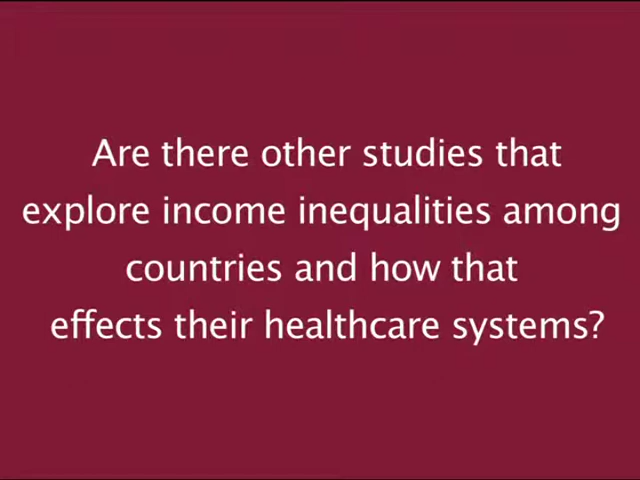 Are there other studies that
explore income inequalities among
countries and how that
effects their healthcare systems?